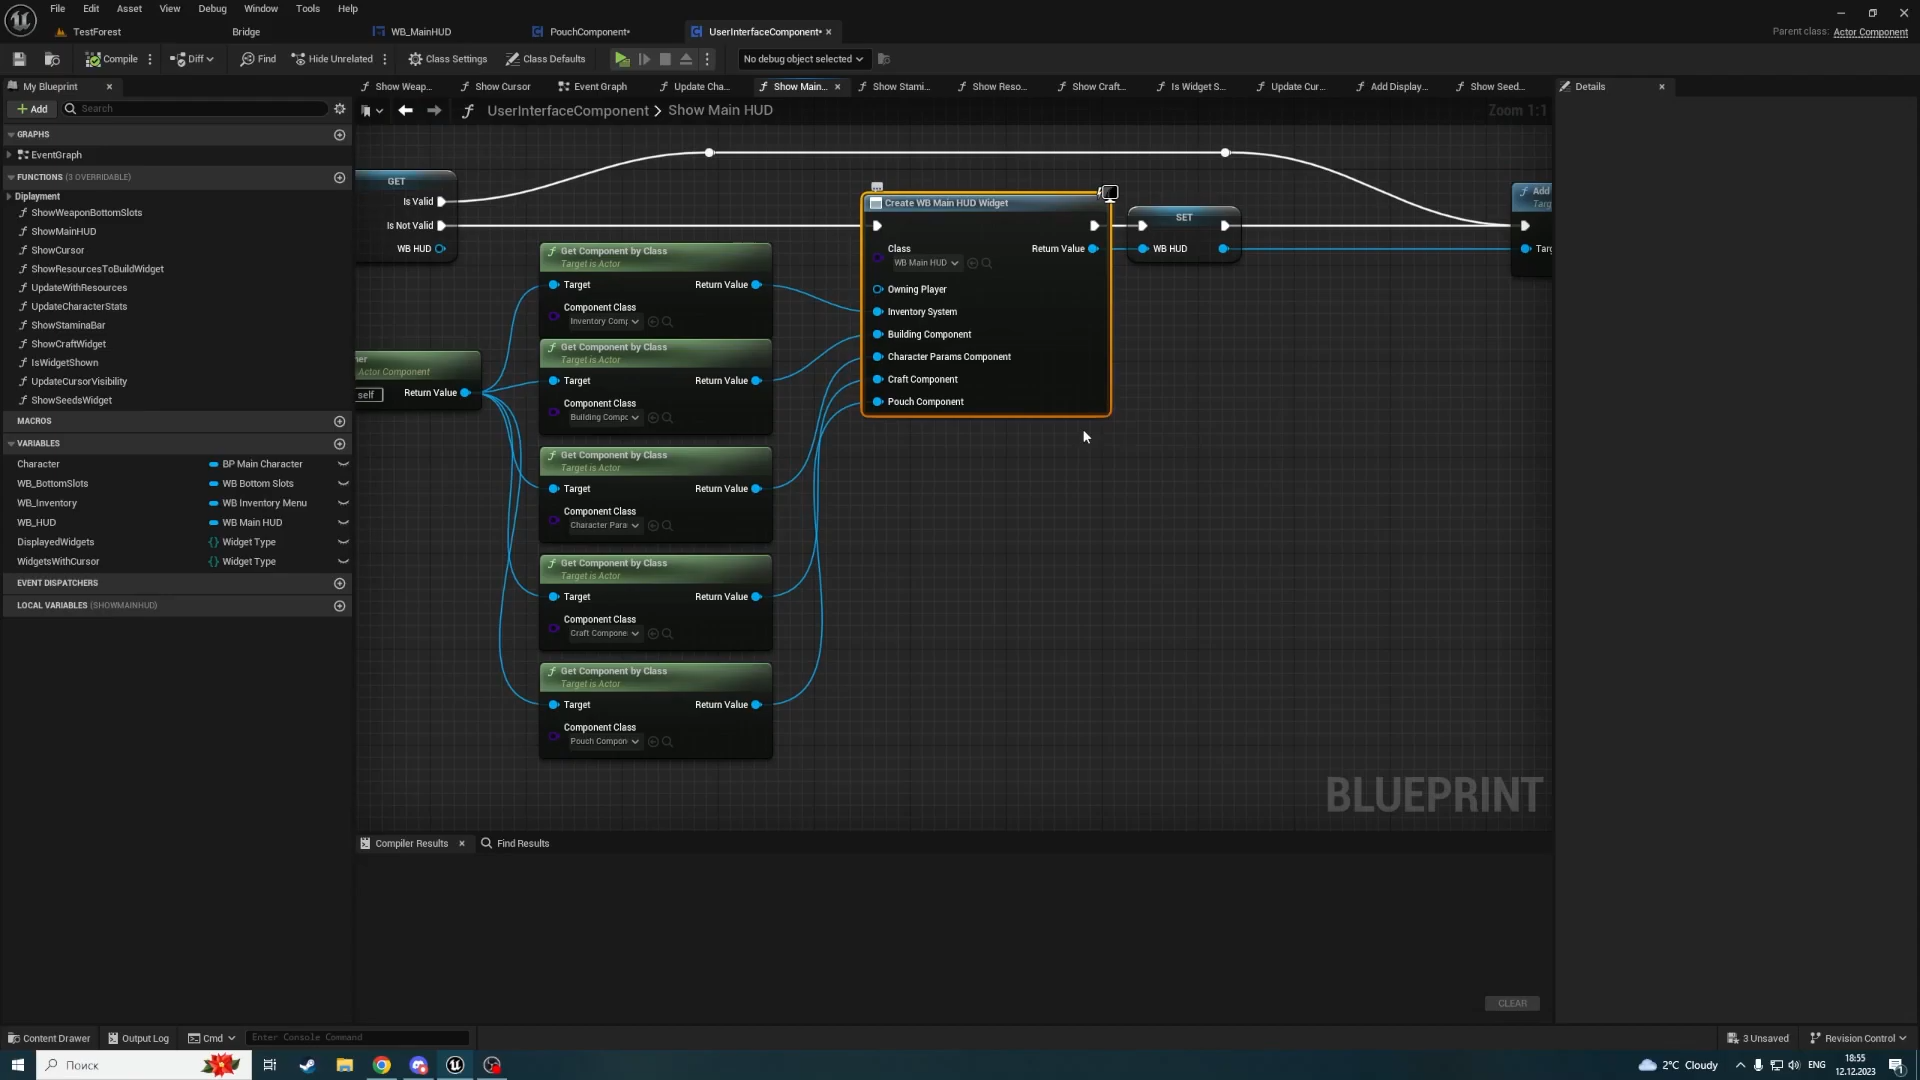 File Edit Asset View Debug Window Tools Help
TestForest Bridge WB_MainHUD PouchComponent* UserInterfaceComponent*
Parent class: Actor Component
Compile Diff Find Hide Unrelated Class Settings Class Defaults No debug object selected
My Blueprint
Show Weap... Show Cursor Event Graph Update Cha... Show Main... Show Stami... Show Reso... Show Craft... Is Widget S... Update Cur... Add Display... Show Seed...
Details
Add Search
UserInterfaceComponent > Show Main HUD
Zoom 1:1
GRAPHS
EventGraph
FUNCTIONS (3 OVERRIDABLE)
Diplayment
ShowWeaponBottomSlots
ShowMainHUD
ShowCursor
ShowResourcesToBuildWidget
UpdateWithResources
UpdateCharacterStats
ShowStaminaBar
ShowCraftWidget
IsWidgetShown
UpdateCursorVisibility
ShowSeedsWidget
MACROS
VARIABLES
Character BP Main Character
WB_BottomSlots WB Bottom Slots
WB_Inventory WB Inventory Menu
WB_HUD WB Main HUD
DisplayedWidgets Widget Type
WidgetsWithCursor Widget Type
EVENT DISPATCHERS
LOCAL VARIABLES (SHOWMAINHUD)
GET
Is Valid
Is Not Valid
WB HUD
ner
Actor Component
self Return Value
Get Component by Class
Target is Actor
Target Return Value
Component Class
Inventory Comp
Get Component by Class
Target is Actor
Target Return Value
Component Class
Building Compo
Get Component by Class
Target is Actor
Target Return Value
Component Class
Character Para
Get Component by Class
Target is Actor
Target Return Value
Component Class
Craft Compone
Get Component by Class
Target is Actor
Target Return Value
Component Class
Pouch Compon
Create WB Main HUD Widget
Class Return Value
WB Main HUD
Owning Player
Inventory System
Building Component
Character Params Component
Craft Component
Pouch Component
SET
WB HUD
Add
Targ
Targ
BLUEPRINT
Compiler Results Find Results
CLEAR
Content Drawer Output Log Cmd Enter Console Command
3 Unsaved Revision Control
Поиск
2°C Cloudy ENG
18:55
12.12.2023